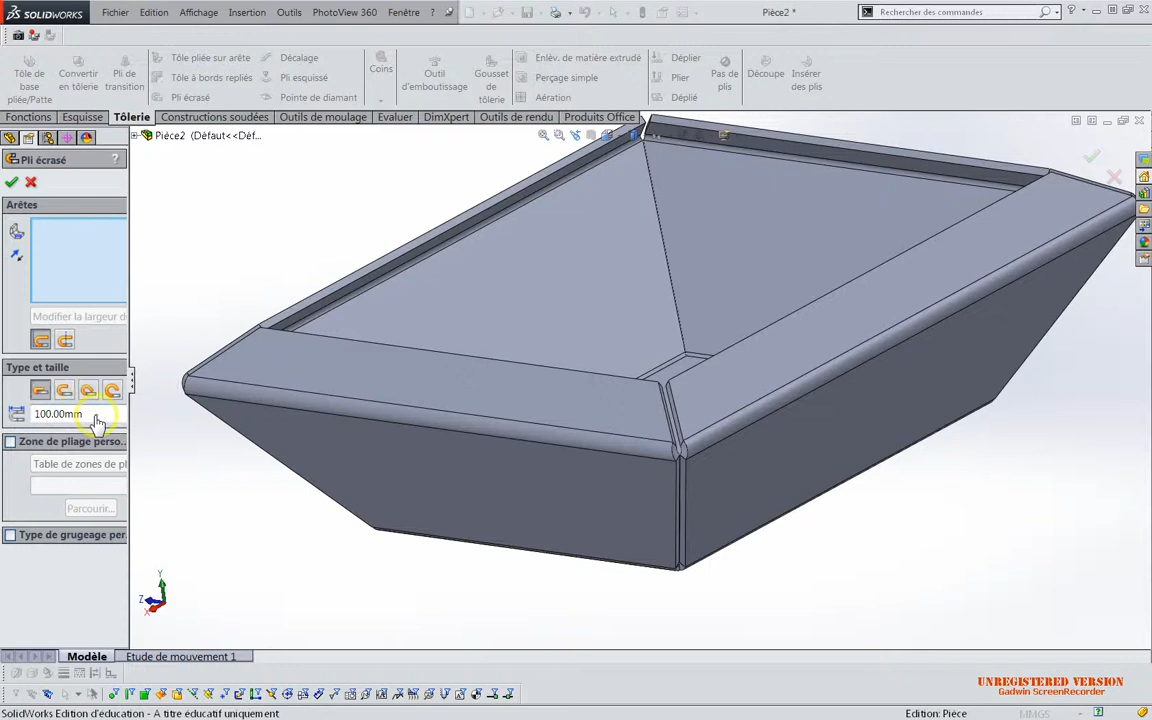 SOLIDWORKS
Fichier Edition Affichage Insertion Outils PhotoView 360 Fenêtre ?
Pièce2 *
Rechercher des commandes
Tôle de base pliée/Patte
Convertir en tôlerie
Pli de transition
Tôle pliée sur arête
Tôle à bords repliés
Pli écrasé
Décalage
Pli esquissé
Pointe de diamant
Coins
Outil d'emboutissage
Gousset de tôlerie
Enlèv. de matière extrudé
Perçage simple
Aération
Déplier
Plier
Déplié
Pas de plis
Découpe
Insérer des plis
Fonctions Esquisse Tôlerie Constructions soudées Outils de moulage Evaluer DimXpert Outils de rendu Produits Office
Pièce2 (Défaut<<Déf...
Pli écrasé ?
Arêtes
Modifier la largeur d
Type et taille
100.00mm
Zone de pliage perso...
Table de zones de pl
Parcourir...
Type de grugeage per...
Y
Z
X
Modèle Etude de mouvement 1
UNREGISTERED VERSION
Gadwin ScreenRecorder
SolidWorks Edition d'éducation - A titre éducatif uniquement
Edition: Pièce
MMGS